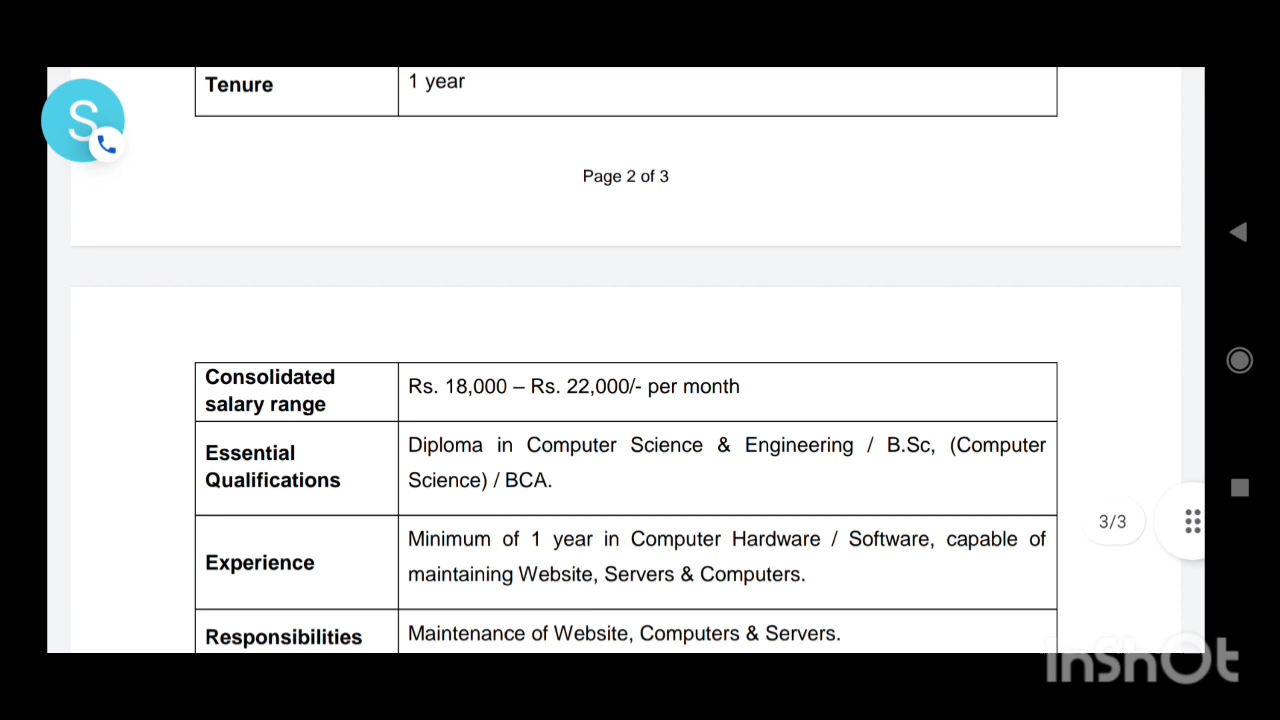 Tenure
1 year
S
Page 2 of 3
Consolidated
salary range
Rs. 18,000 – Rs. 22,000/- per month
Essential
Qualifications
Diploma in Computer Science & Engineering / B.Sc, (Computer
Science) / BCA.
3/3
Experience
Minimum of 1 year in Computer Hardware / Software, capable of
maintaining Website, Servers & Computers.
Responsibilities
Maintenance of Website, Computers & Servers.
InShOt